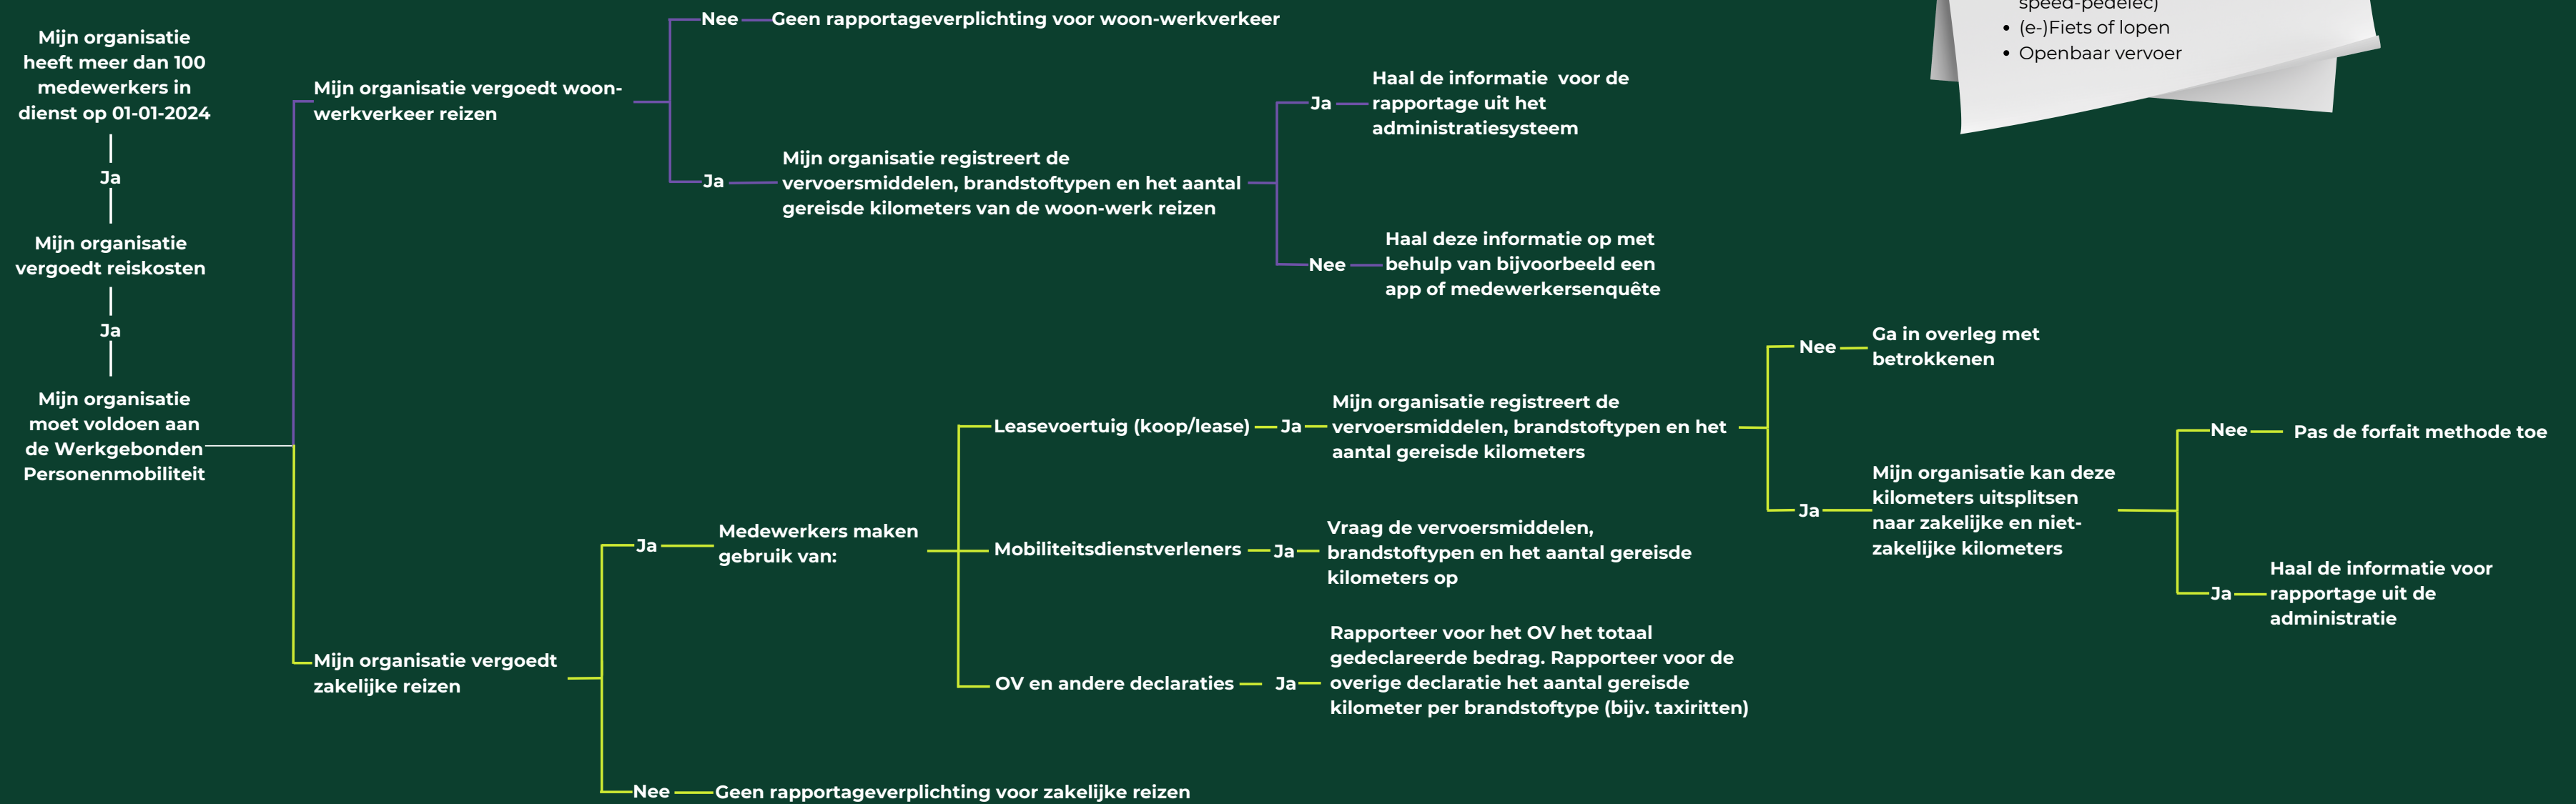 Mijn organisatie
heeft meer dan 100
medewerkers in
dienst op 01-01-2024
Ja
Mijn organisatie
vergoedt reiskosten
Ja
Mijn organisatie
moet voldoen aan
de Werkgebonden
Personenmobiliteit
Mijn organisatie vergoedt woon-
werkverkeer reizen
Nee
Geen rapportageverplichting voor woon-werkverkeer
Ja
Mijn organisatie registreert de
vervoersmiddelen, brandstoftypen en het aantal
gereisde kilometers van de woon-werk reizen
Ja
Haal de informatie voor de
rapportage uit het
administratiesysteem
Nee
Haal deze informatie op met
behulp van bijvoorbeeld een
app of medewerkersenquête
speed-pedelec)
• (e-)Fiets of lopen
• Openbaar vervoer
Mijn organisatie vergoedt
zakelijke reizen
Ja
Medewerkers maken
gebruik van:
Leasevoertuig (koop/lease)
Ja
Mijn organisatie registreert de
vervoersmiddelen, brandstoftypen en het
aantal gereisde kilometers
Nee
Ga in overleg met
betrokkenen
Ja
Mijn organisatie kan deze
kilometers uitsplitsen
naar zakelijke en niet-
zakelijke kilometers
Nee
Pas de forfait methode toe
Ja
Haal de informatie voor
rapportage uit de
administratie
Mobiliteitsdienstverleners
Ja
Vraag de vervoersmiddelen,
brandstoftypen en het aantal gereisde
kilometers op
OV en andere declaraties
Ja
Rapporteer voor het OV het totaal
gedeclareerde bedrag. Rapporteer voor de
overige declaratie het aantal gereisde
kilometer per brandstoftype (bijv. taxiritten)
Nee
Geen rapportageverplichting voor zakelijke reizen